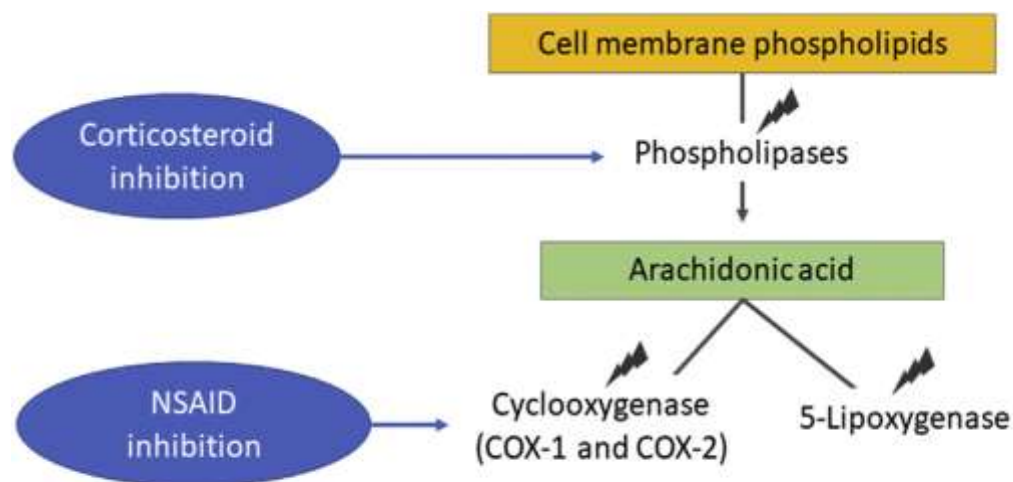 Cell membrane phospholipids
Corticosteroid
inhibition
Phospholipases
Arachidonic acid
NSAID
inhibition
Cyclooxygenase
(COX-1 and COX-2)
5-Lipoxygenase